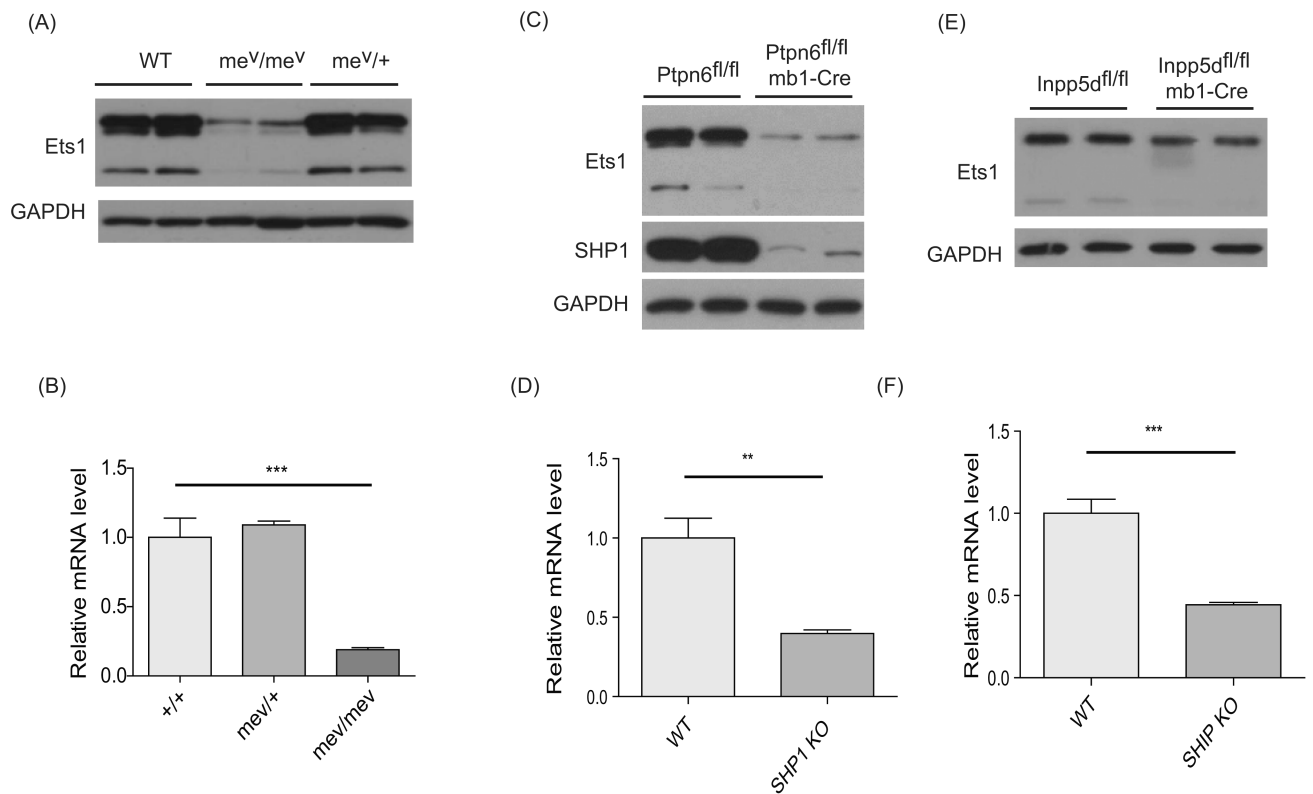 (A)
WT
me^v/me^v
me^v/+
Ets1
GAPDH
(B)
Relative mRNA level
1.5
1.0
0.5
0.0
***
+/+
mev/+
mev/mev
(C)
Ptpn6^fl/fl
Ptpn6^fl/fl
mb1-Cre
Ets1
SHP1
GAPDH
(D)
Relative mRNA level
1.5
1.0
0.5
0.0
**
WT
SHP1 KO
(E)
Inpp5d^fl/fl
Inpp5d^fl/fl
mb1-Cre
Ets1
GAPDH
(F)
Relative mRNA level
1.5
1.0
0.5
0.0
***
WT
SHIP KO